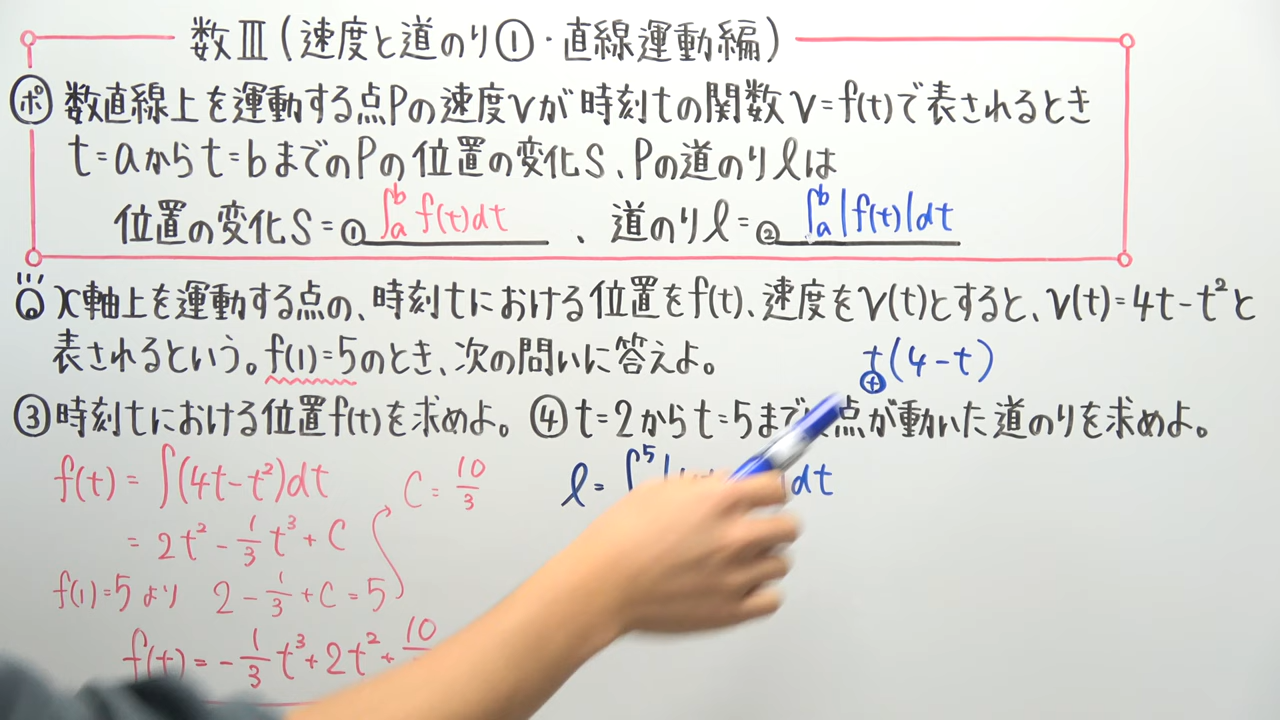 数Ⅲ(速度と道のり①・直線運動編)
ポ 数直線上を運動する点Pの速度vが時刻tの関数v=f(t)で表されるとき
t=aからt=bまでのPの位置の変化S、Pの道のりℓは
位置の変化S=① ∫_a^b f(t)dt 、道のりℓ=② ∫_a^b |f(t)|dt
Q x軸上を運動する点の、時刻tにおける位置をf(t)、速度をv(t)とすると、v(t)=4t-t²と
表されるという。f(1)=5のとき、次の問いに答えよ。
t(4-t)
⊕
③時刻tにおける位置f(t)を求めよ。
f(t)=∫(4t-t²)dt
=2t²-1/3t³+C
f(1)=5より 2-1/3+C=5
C=10/3
f(t)=-1/3t³+2t²+10
④t=2からt=5まで 点が動いた道のりを求めよ。
ℓ=∫^5 | dt